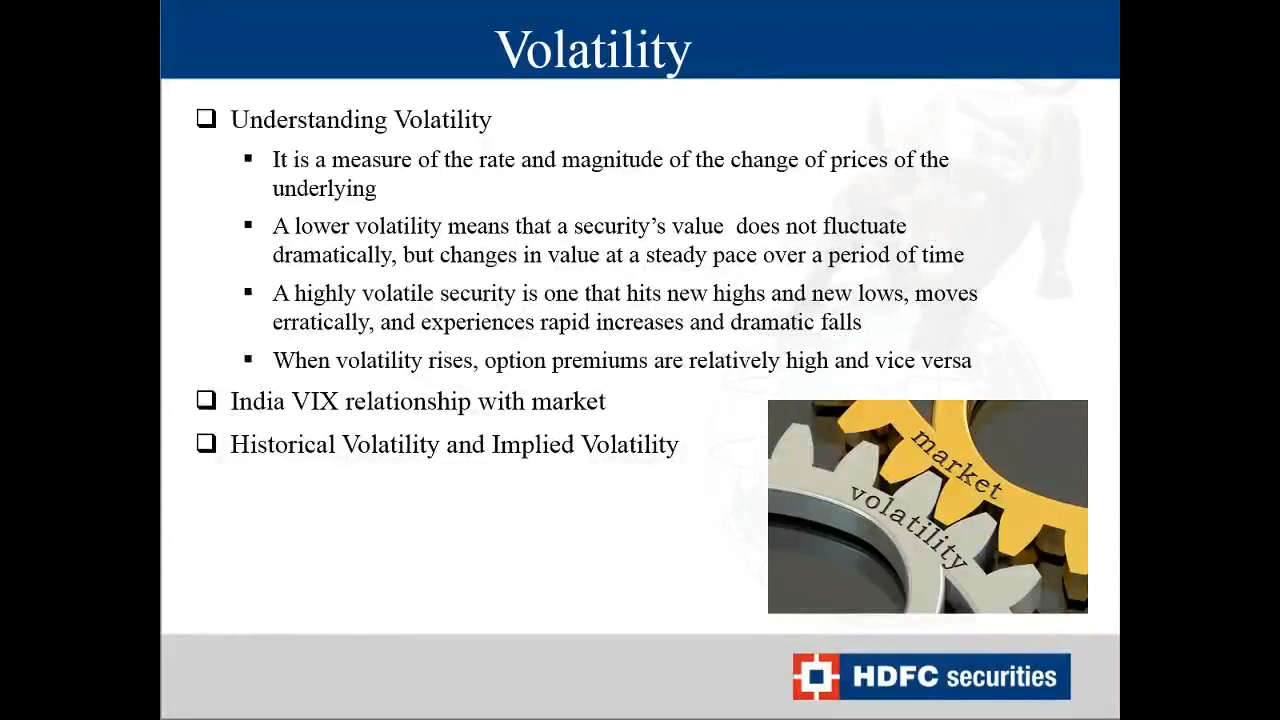 Volatility
Understanding Volatility
It is a measure of the rate and magnitude of the change of prices of the
underlying
A lower volatility means that a security’s value  does not fluctuate
dramatically, but changes in value at a steady pace over a period of time
A highly volatile security is one that hits new highs and new lows, moves
erratically, and experiences rapid increases and dramatic falls
When volatility rises, option premiums are relatively high and vice versa
India VIX relationship with market
Historical Volatility and Implied Volatility
market
volatility
HDFC securities